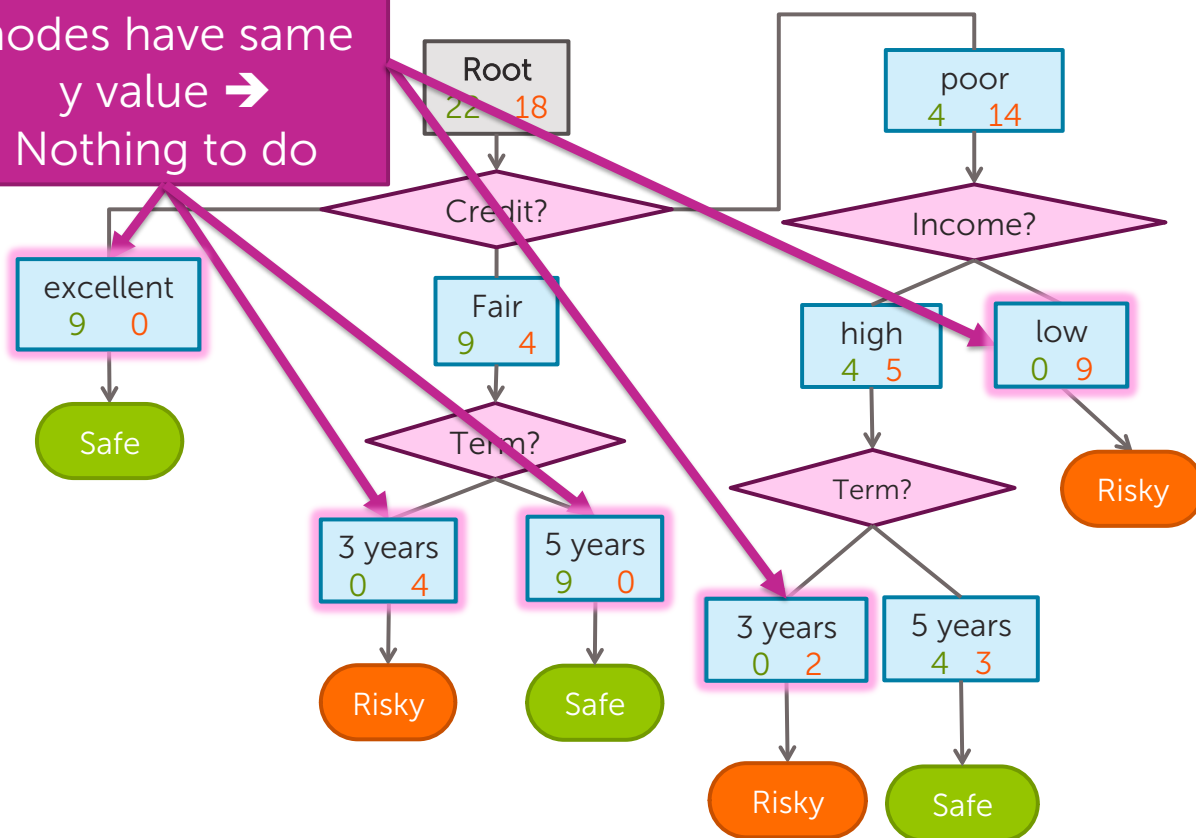 nodes have same
y value ➔
Nothing to do
Root
22 18
Credit?
excellent
9 0
Safe
Fair
9 4
Term?
3 years
0 4
Risky
5 years
9 0
Safe
poor
4 14
Income?
high
4 5
Term?
3 years
0 2
Risky
5 years
4 3
Safe
low
0 9
Risky